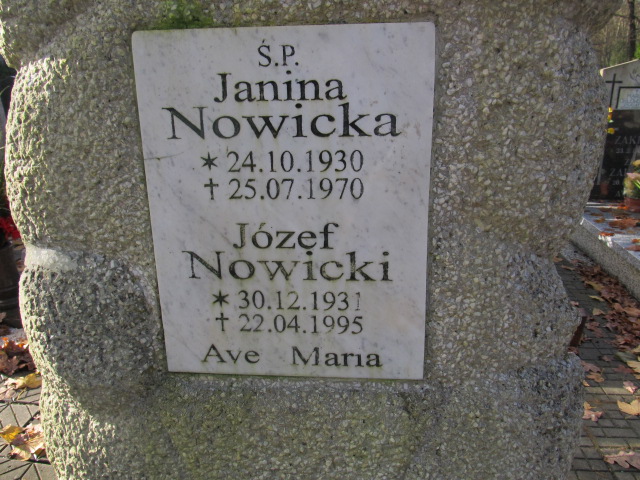 Ś.P.
Janina
Nowicka
* 24.10.1930
† 25.07.1970
Józef
Nowicki
* 30.12.1931
† 22.04.1995
Ave Maria